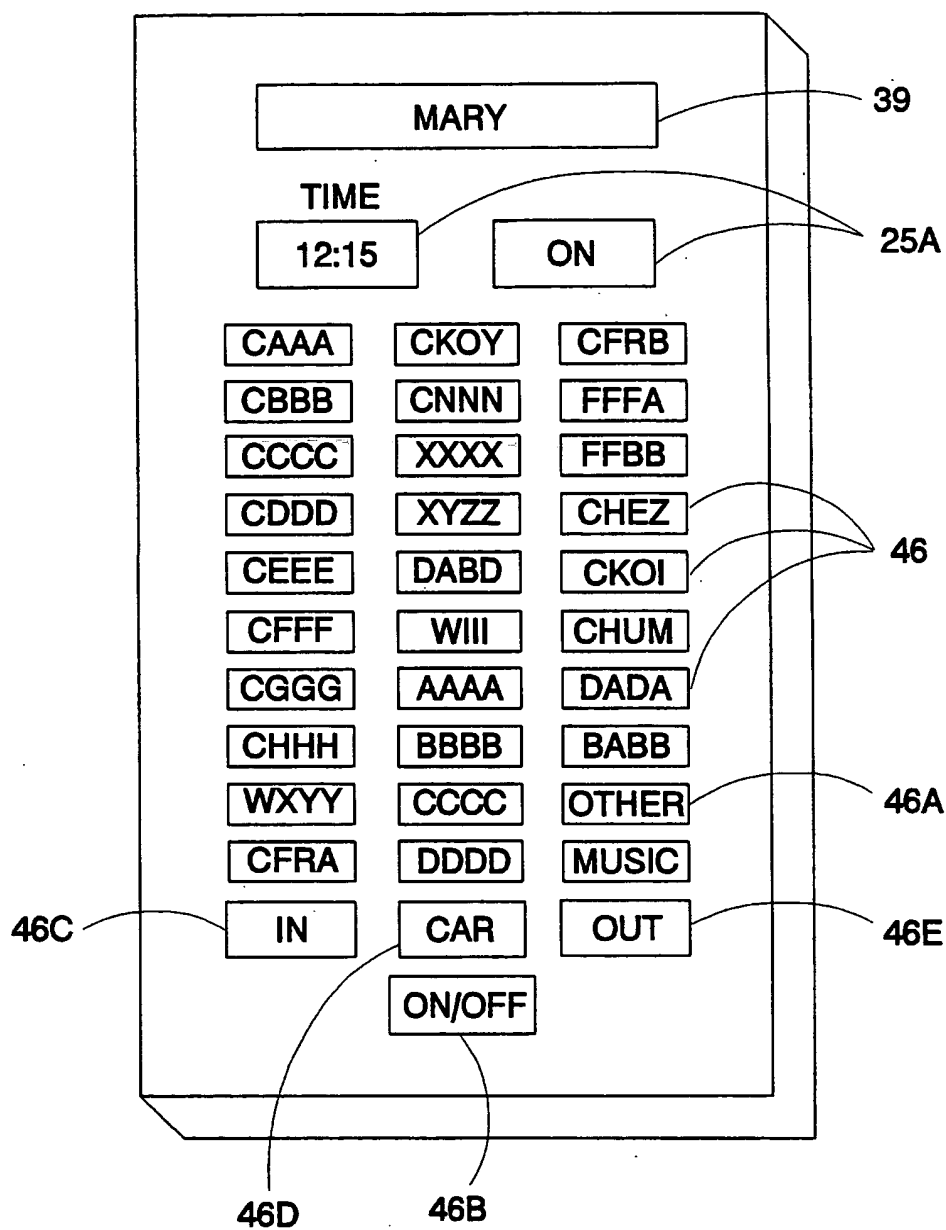 MARY 39
TIME
12:15 ON 25A
CAAA CKOY CFRB
CBBB CNNN FFFA
CCCC XXXX FFBB
CDDD XYZZ CHEZ
CEEE DABD CKOI 46
CFFF WIII CHUM
CGGG AAAA DADA
CHHH BBBB BABB
WXYY CCCC OTHER 46A
CFRA DDDD MUSIC
46C IN CAR OUT 46E
ON/OFF
46D 46B